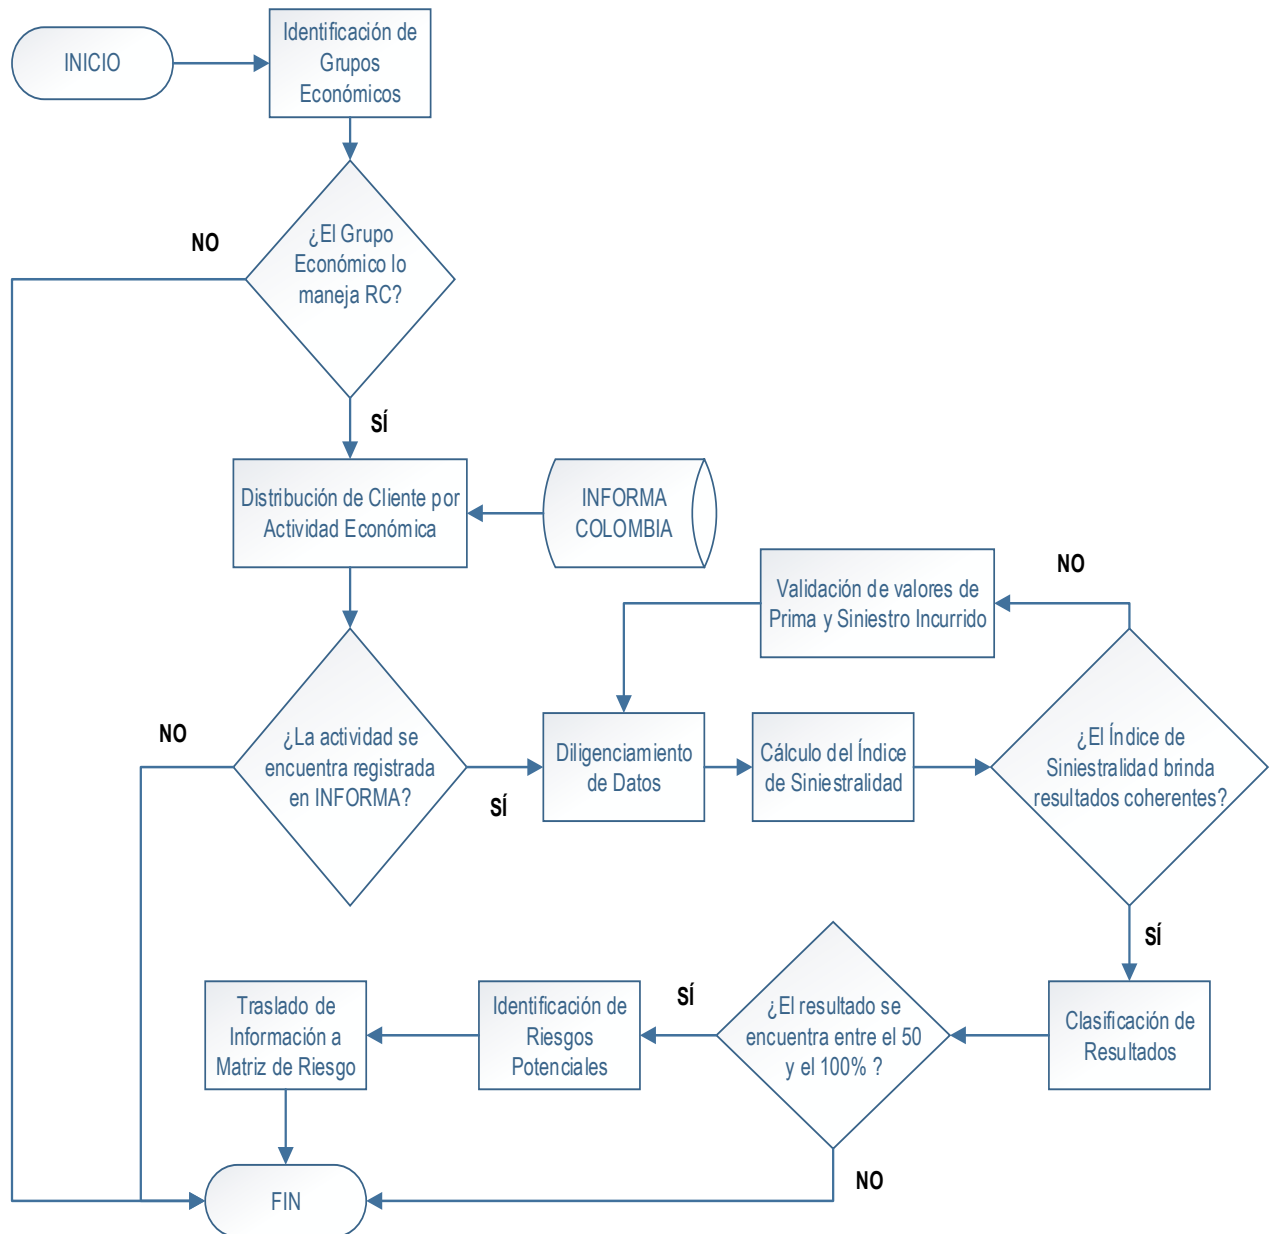 INICIO
Identificación de
Grupos
Económicos
NO
¿El Grupo
Económico lo
maneja RC?
SÍ
Distribución de Cliente por
Actividad Económica
INFORMA
COLOMBIA
NO
Validación de valores de
Prima y Siniestro Incurrido
NO
¿La actividad se
encuentra registrada
en INFORMA?
SÍ
Diligenciamiento
de Datos
Cálculo del Índice
de Siniestralidad
¿El Índice de
Siniestralidad brinda
resultados coherentes?
SÍ
Clasificación de
Resultados
¿El resultado se
encuentra entre el 50
y el 100% ?
SÍ
Identificación de
Riesgos
Potenciales
Traslado de
Información a
Matriz de Riesgo
NO
FIN